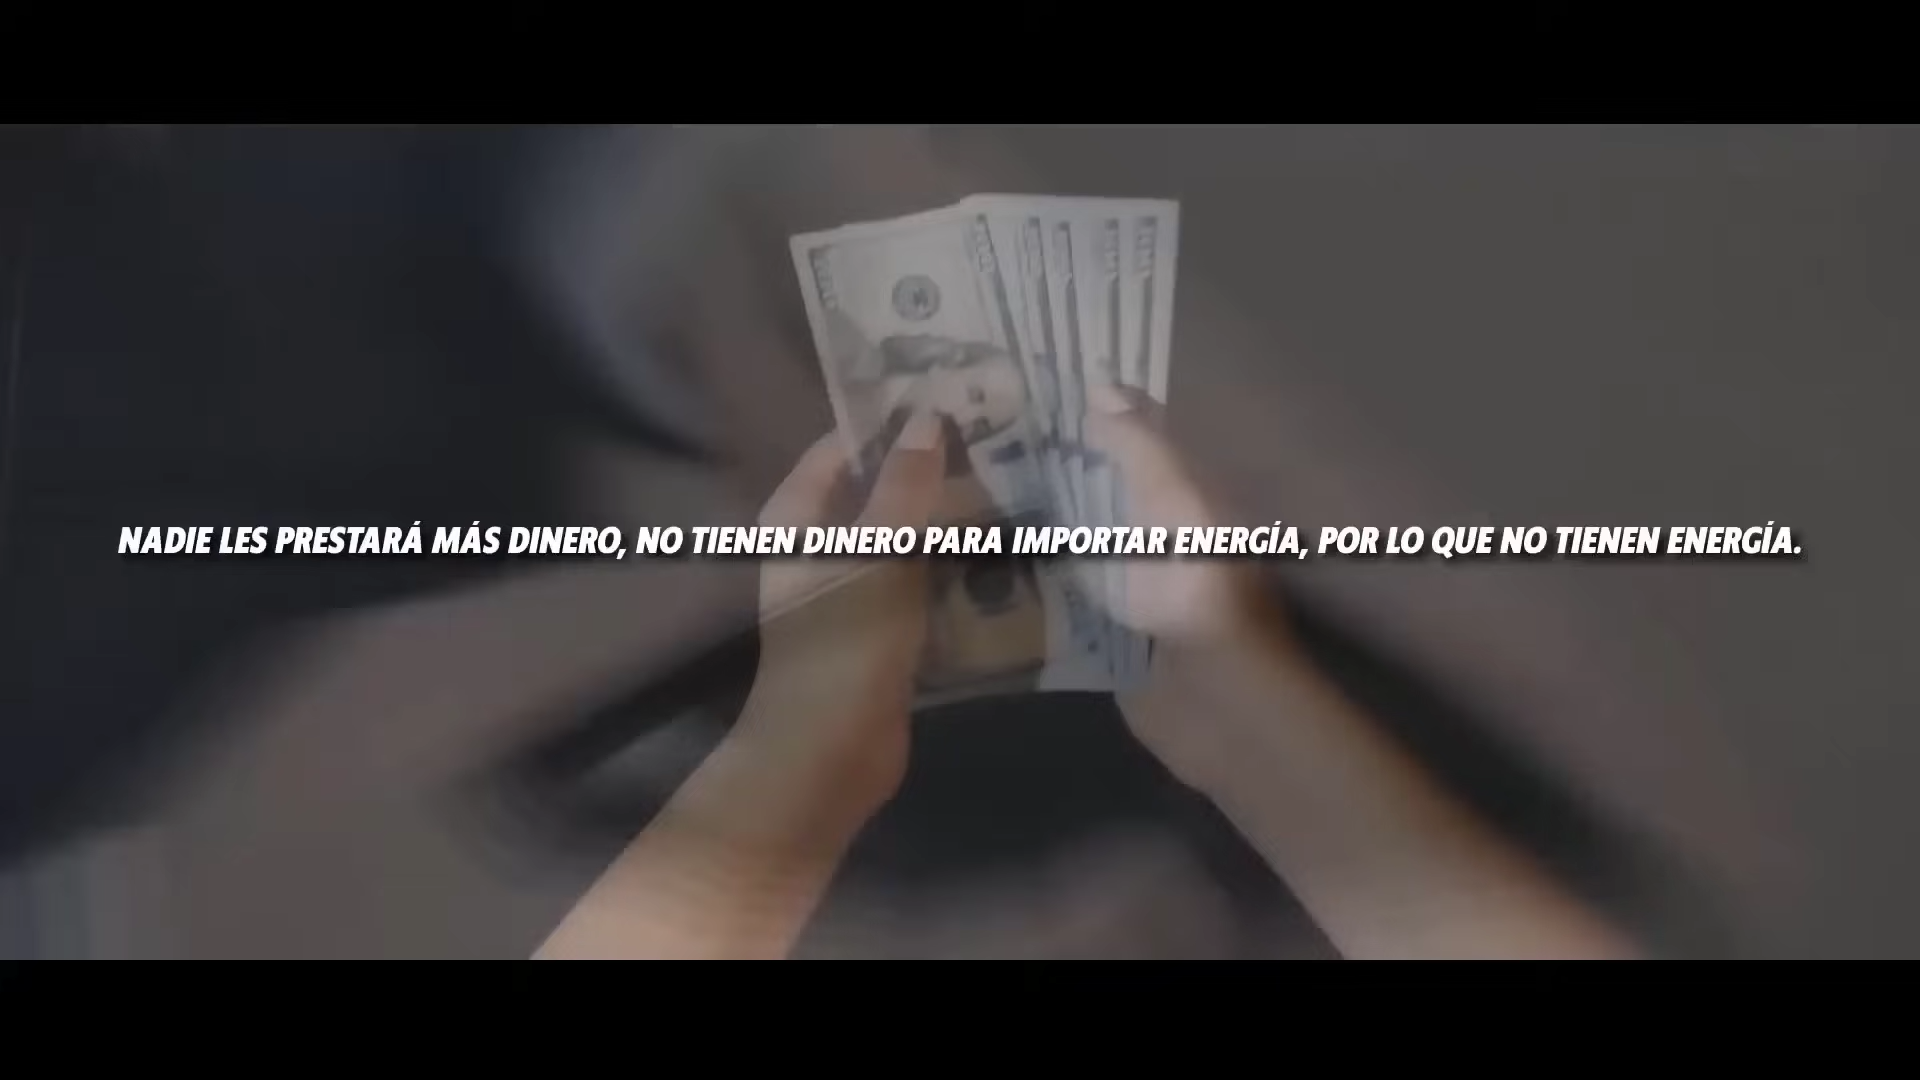 NADIE LES PRESTARÁ MÁS DINERO, NO TIENEN DINERO PARA IMPORTAR ENERGÍA, POR LO QUE NO TIENEN ENERGÍA.